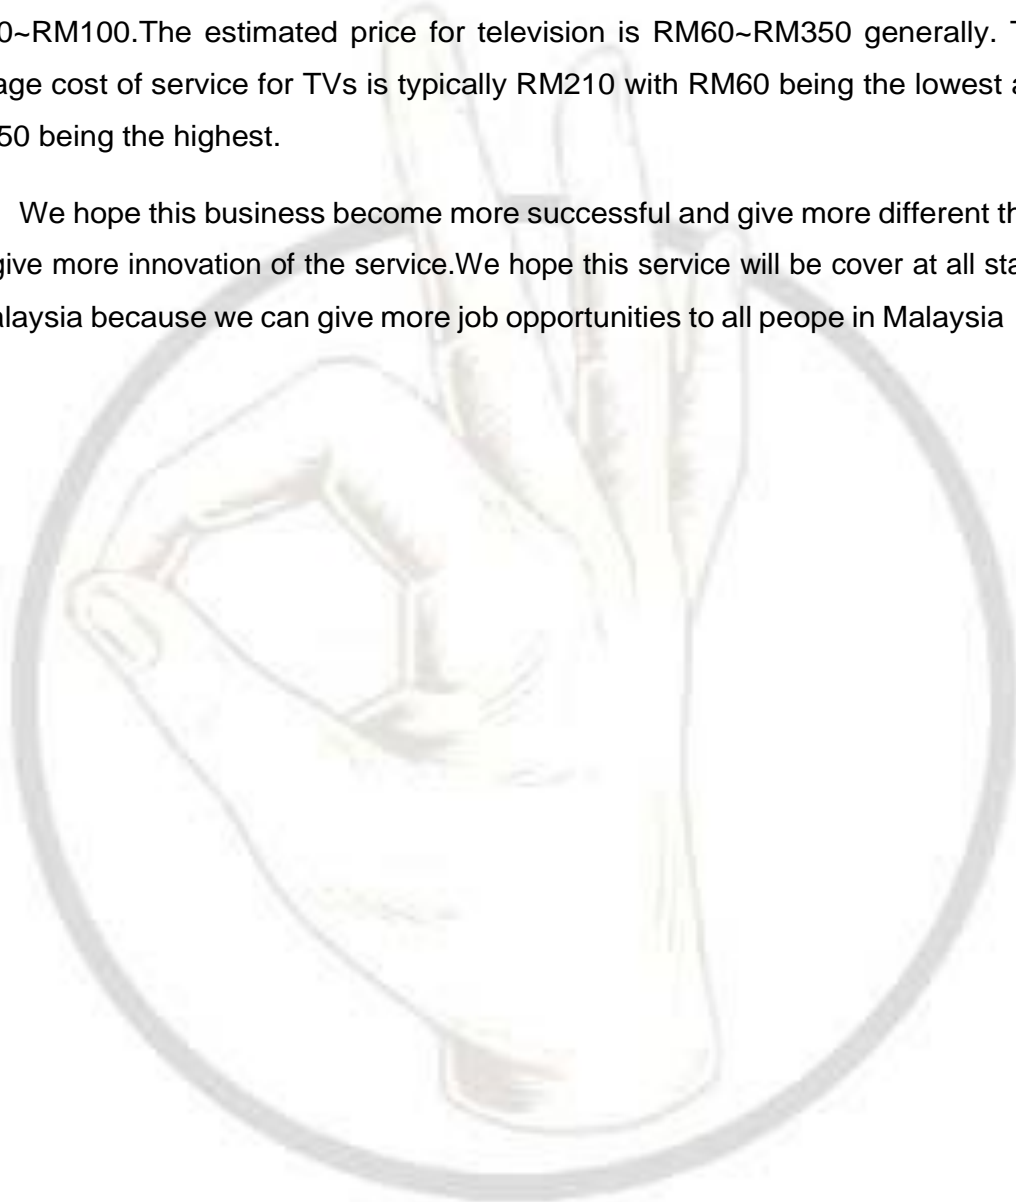 0~RM100.The estimated price for television is RM60~RM350 generally. T
age cost of service for TVs is typically RM210 with RM60 being the lowest a
50 being the highest.
We hope this business become more successful and give more different th
give more innovation of the service.We hope this service will be cover at all sta
alaysia because we can give more job opportunities to all peope in Malaysia